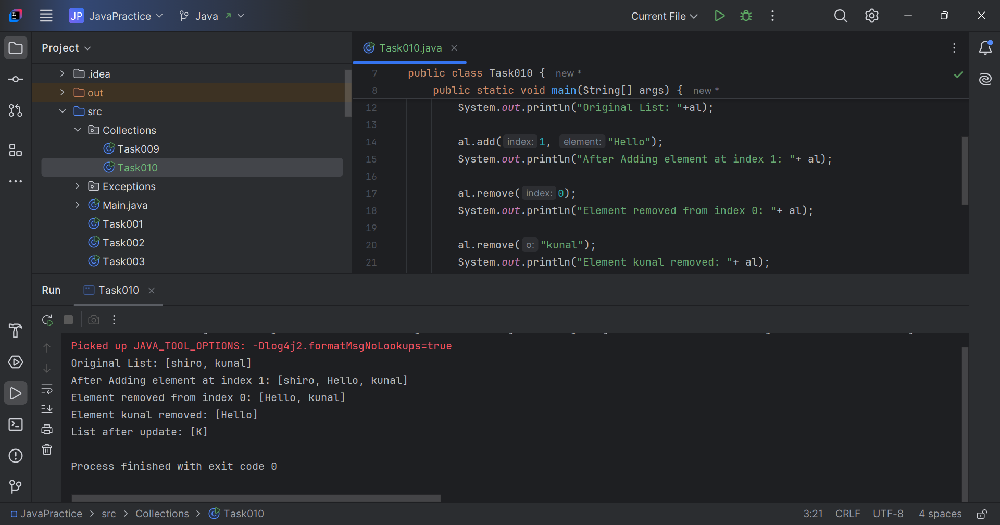 JP JavaPractice Java Current File
Project
.idea
out
src
Collections
Task009
Task010
Exceptions
Main.java
Task001
Task002
Task003
Task010.java
7 public class Task010 { new *
8 public static void main(String[] args) { new *
12 System.out.println("Original List: "+al);
13
14 al.add( index: 1, element: "Hello");
15 System.out.println("After Adding element at index 1: "+ al);
16
17 al.remove( index: 0);
18 System.out.println("Element removed from index 0: "+ al);
19
20 al.remove( o: "kunal");
21 System.out.println("Element kunal removed: "+ al);
Run Task010
Picked up JAVA_TOOL_OPTIONS: -Dlog4j2.formatMsgNoLookups=true
Original List: [shiro, kunal]
After Adding element at index 1: [shiro, Hello, kunal]
Element removed from index 0: [Hello, kunal]
Element kunal removed: [Hello]
List after update: [K]
Process finished with exit code 0
JavaPractice > src > Collections > Task010 3:21 CRLF UTF-8 4 spaces